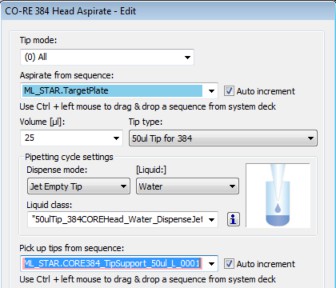 CO-RE 384 Head Aspirate - Edit
Tip mode:
(0) All
Aspirate from sequence:
ML_STAR.TargetPlate
Auto increment
Use Ctrl + left mouse to drag & drop a sequence from system deck
Volume [µl]:
Tip type:
25
50ul Tip for 384
Pipetting cycle settings
Dispense mode:
[Liquid:]
Jet Empty Tip
Water
Liquid class:
"50ulTip_384COREHead_Water_DispenseJet
Pick up tips from sequence:
ML_STAR.CORE384_TipSupport_50ul_L_0001
Auto increment
Use Ctrl + left mouse to drag & drop a sequence from system deck